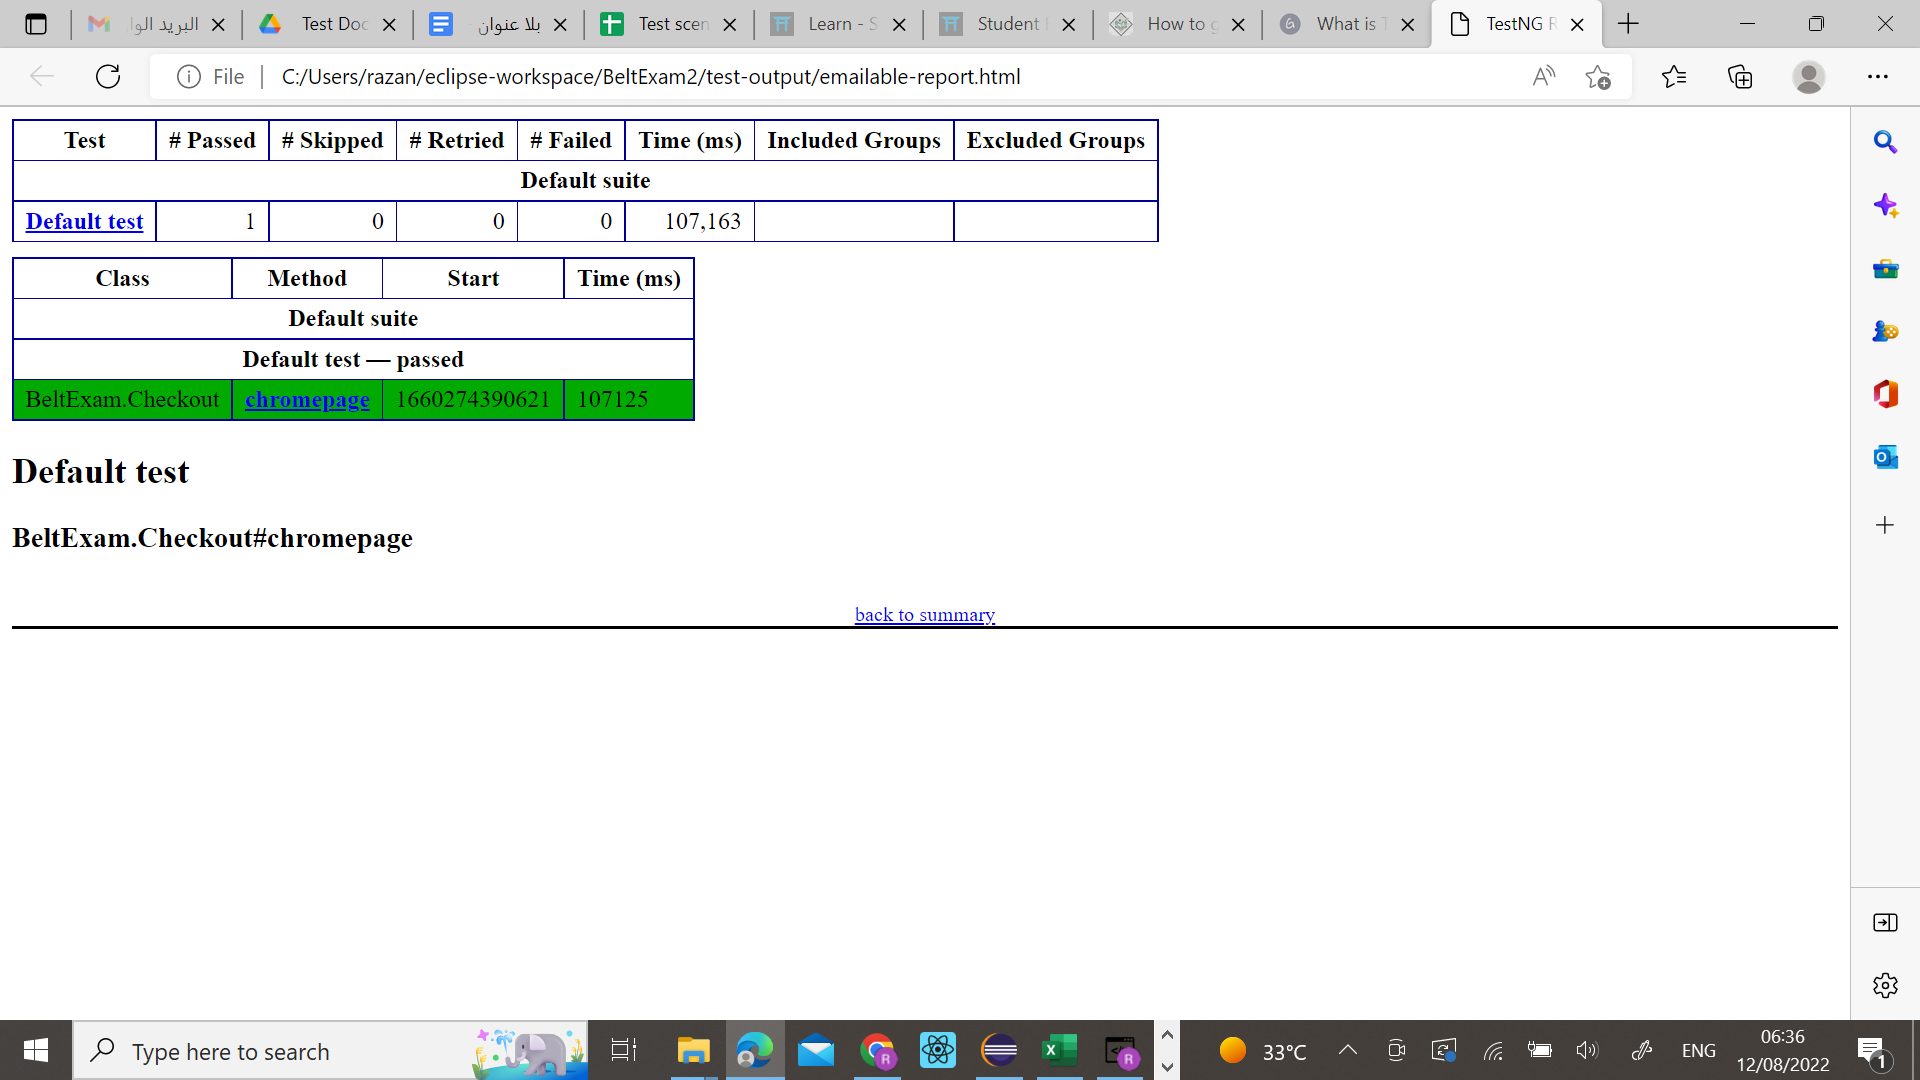 البريد الوا
Test Doc
بلا عنوان
Test scen
Learn - S
Student
How to g
What is T
TestNG R
File
C:/Users/razan/eclipse-workspace/BeltExam2/test-output/emailable-report.html
Test # Passed # Skipped # Retried # Failed Time (ms) Included Groups Excluded Groups
Default suite
Default test 1 0 0 0 107,163
Class Method Start Time (ms)
Default suite
Default test — passed
BeltExam.Checkout chromepage 1660274390621 107125
Default test
BeltExam.Checkout#chromepage
back to summary
Type here to search
33°C
ENG
06:36
12/08/2022
1